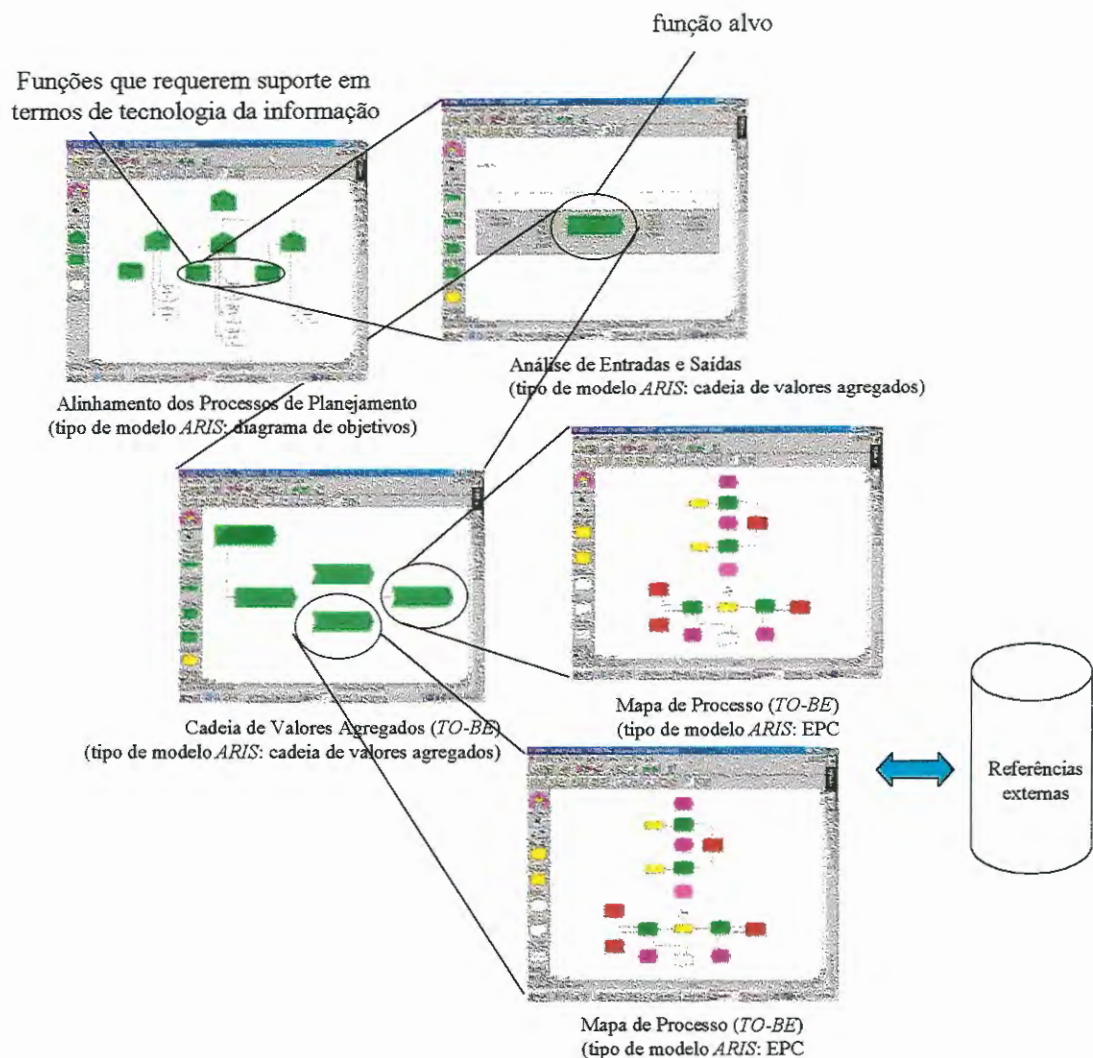 função alvo
Funções que requerem suporte em
termos de tecnologia da informação
Análise de Entradas e Saídas
(tipo de modelo ARIS: cadeia de valores agregados)
Alinhamento dos Processos de Planejamento
(tipo de modelo ARIS: diagrama de objetivos)
Cadeia de Valores Agregados (TO-BE)
(tipo de modelo ARIS: cadeia de valores agregados)
Mapa de Processo (TO-BE)
(tipo de modelo ARIS: EPC
Referências
externas
Mapa de Processo (TO-BE)
(tipo de modelo ARIS: EPC